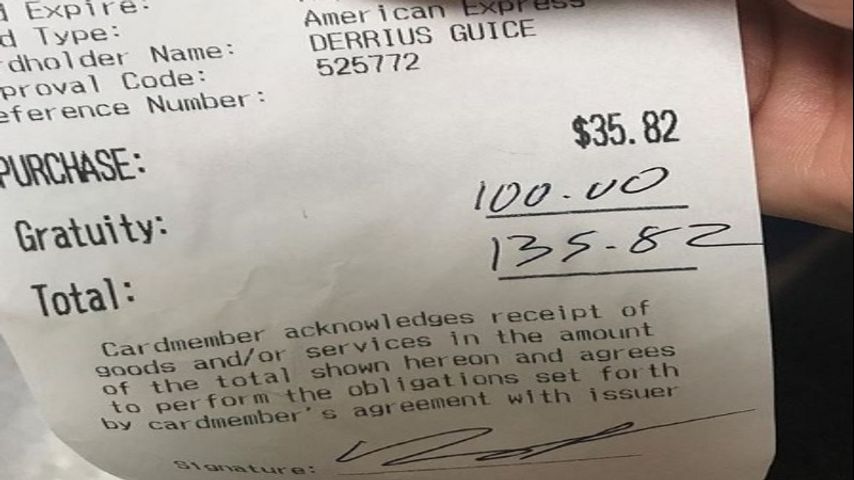 Expire:
American Express
d Type:
DERRIUS GUICE
rdholder Name:
525772
proval Code:
eference Number:
$35.82
PURCHASE:
100.00
Gratuity:
135.82
Total:
Cardmember acknowledges receipt of
goods and/or services in the amount
of the total shown hereon and agrees
to perform the obligations set forth
by cardmember's agreement with issuer
Signature: